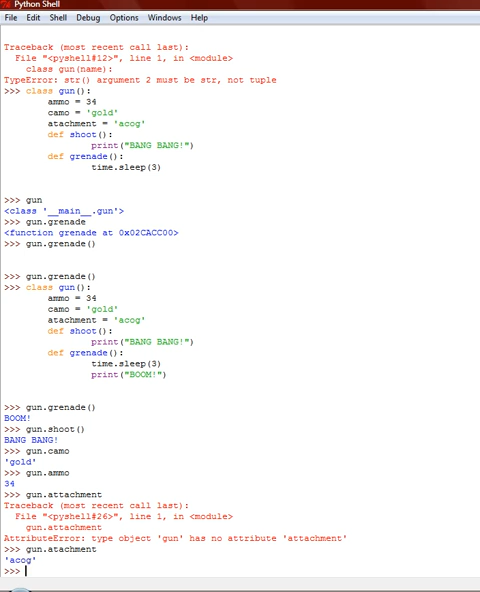 Python Shell
File Edit Shell Debug Options Windows Help
Traceback (most recent call last):
  File "<pyshell#12>", line 1, in <module>
    class gun(name):
TypeError: str() argument 2 must be str, not tuple
>>> class gun():
        ammo = 34
        camo = 'gold'
        atachment = 'acog'
        def shoot():
                print("BANG BANG!")
        def grenade():
                time.sleep(3)
>>> gun
<class '__main__.gun'>
>>> gun.grenade
<function grenade at 0x02CACC00>
>>> gun.grenade()
>>> gun.grenade()
>>> class gun():
        ammo = 34
        camo = 'gold'
        atachment = 'acog'
        def shoot():
                print("BANG BANG!")
        def grenade():
                time.sleep(3)
                print("BOOM!")
>>> gun.grenade()
BOOM!
>>> gun.shoot()
BANG BANG!
>>> gun.camo
'gold'
>>> gun.ammo
34
>>> gun.attachment
Traceback (most recent call last):
  File "<pyshell#26>", line 1, in <module>
    gun.attachment
AttributeError: type object 'gun' has no attribute 'attachment'
>>> gun.atachment
'acog'
>>>